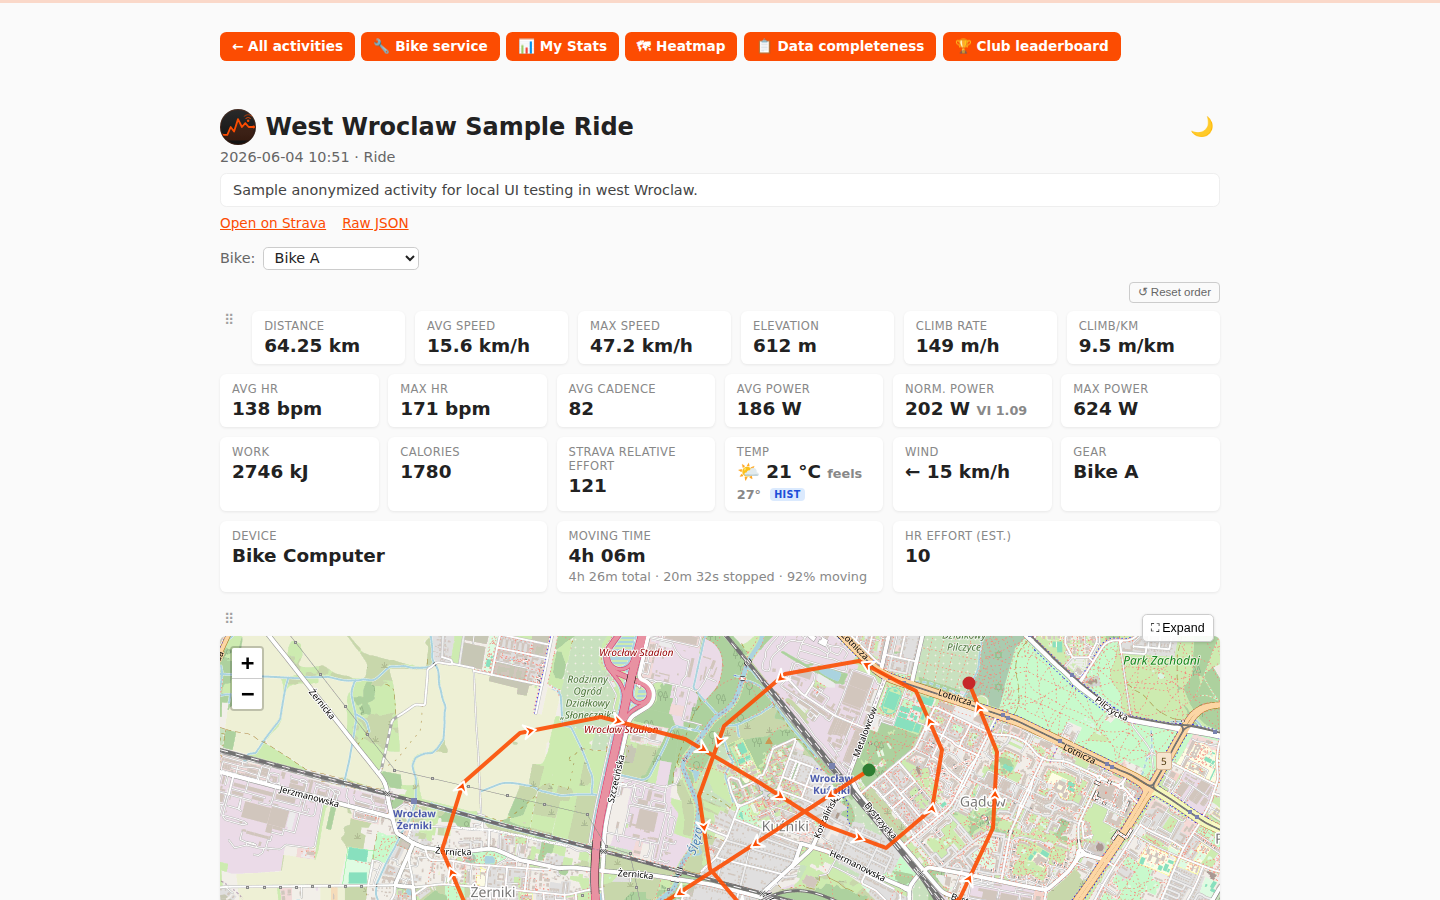 ← All activities
🔧 Bike service
📊 My Stats
🗺 Heatmap
📋 Data completeness
🏆 Club leaderboard
West Wroclaw Sample Ride
🌙
2026-06-04 10:51 · Ride
Sample anonymized activity for local UI testing in west Wroclaw.
Open on Strava
Raw JSON
Bike: Bike A
↺ Reset order
DISTANCE
64.25 km
AVG SPEED
15.6 km/h
MAX SPEED
47.2 km/h
ELEVATION
612 m
CLIMB RATE
149 m/h
CLIMB/KM
9.5 m/km
AVG HR
138 bpm
MAX HR
171 bpm
AVG CADENCE
82
AVG POWER
186 W
NORM. POWER
202 W VI 1.09
MAX POWER
624 W
WORK
2746 kJ
CALORIES
1780
STRAVA RELATIVE
EFFORT
121
TEMP
🌤️ 21 °C feels
27° HIST
WIND
← 15 km/h
GEAR
Bike A
DEVICE
Bike Computer
MOVING TIME
4h 06m
4h 26m total · 20m 32s stopped · 92% moving
HR EFFORT (EST.)
10
⛶ Expand
+
−
Żernicka
Wrocław Stadion
Rodzinny
Ogród
Działkowy
Słonecznik
Wrocław Stadion
Lotnicza
Pilczyce
Park Zachodni
Lotnicza
Pilczycka
Lotnicza
5
Metalowców
Szczecińska
Jerzmanowska
Wrocław
Żerniki
Wrocław
Kuźniki
Bystrzycka
Gądów
Kuźniki
Ślęza
Żernicka
Hermanowska
Żernicka
Żerniki